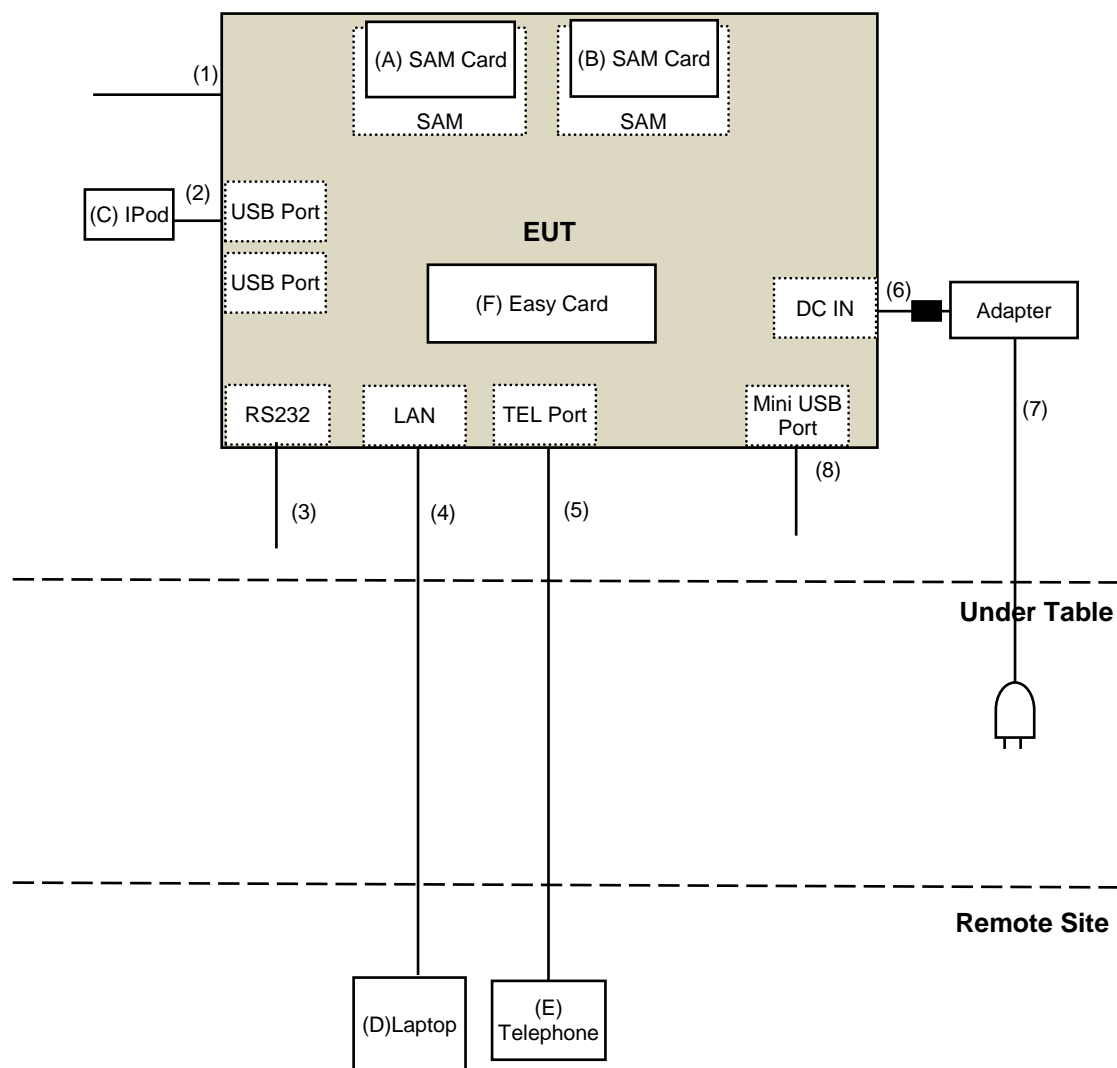 (A) SAM Card
(B) SAM Card
(1)
SAM
SAM
(2)
(C) IPod
USB Port
EUT
USB Port
(F) Easy Card
(6)
DC IN
Adapter
RS232
LAN
TEL Port
Mini USB
Port
(7)
(8)
(3)
(4)
(5)
Under Table
Remote Site
(D)Laptop
(E)
Telephone